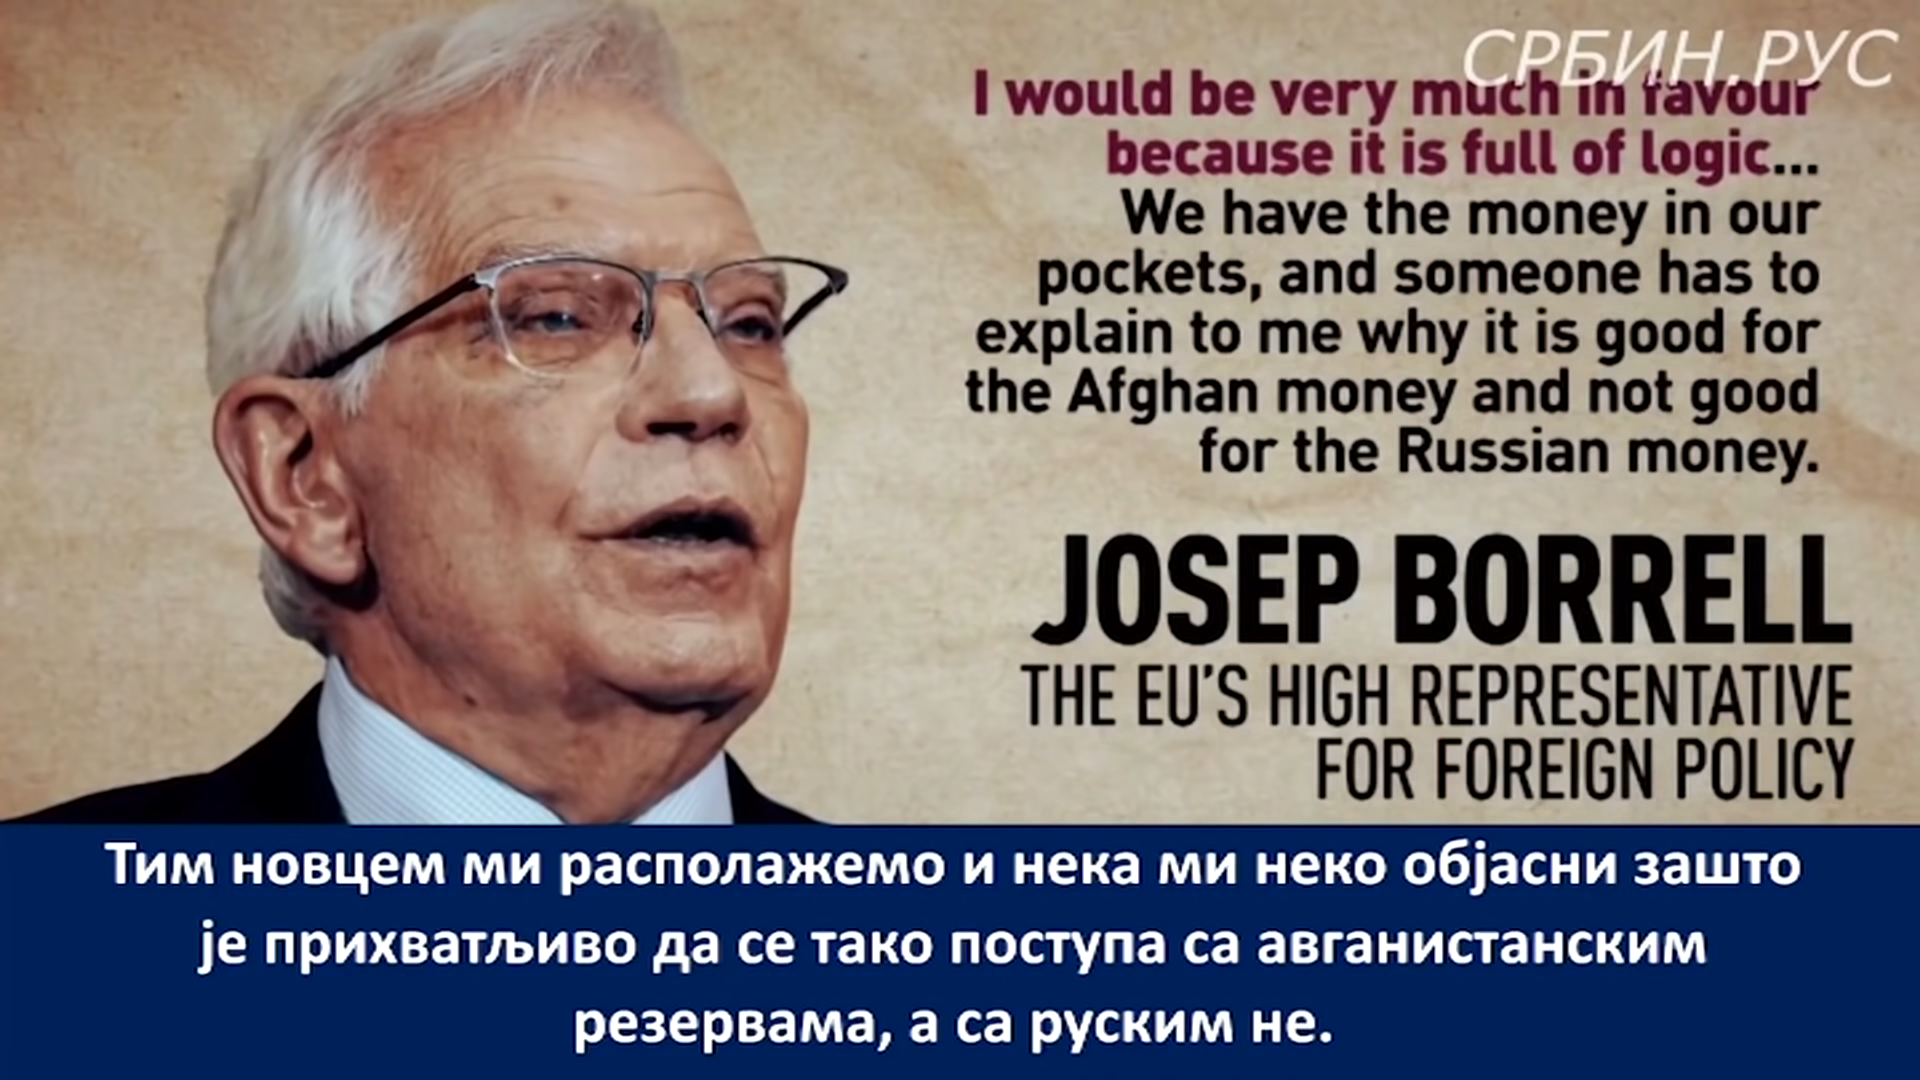 СРБИН.РУС
I would be very much in favour
because it is full of logic...
We have the money in our
pockets, and someone has to
explain to me why it is good for
the Afghan money and not good
for the Russian money.
JOSEP BORRELL
THE EU'S HIGH REPRESENTATIVE
FOR FOREIGN POLICY
Тим новцем ми располажемо и нека ми неко објасни зашто
је прихватљиво да се тако поступа са авганистанским
резервама, а са руским не.